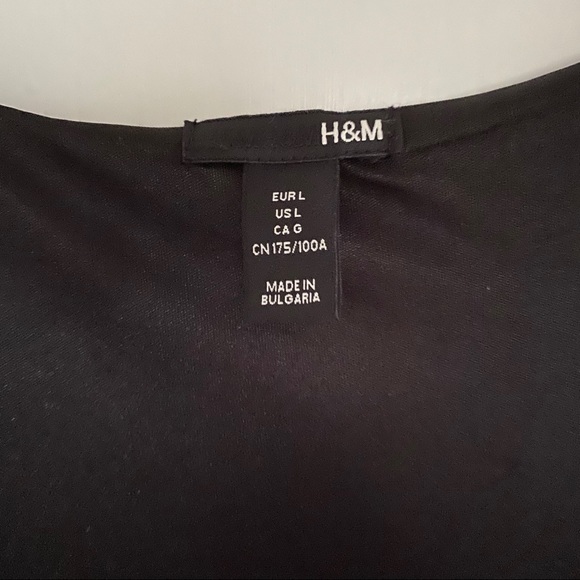 H&M
EUR L
US L
CA G
CN 175/100A
MADE IN
BULGARIA